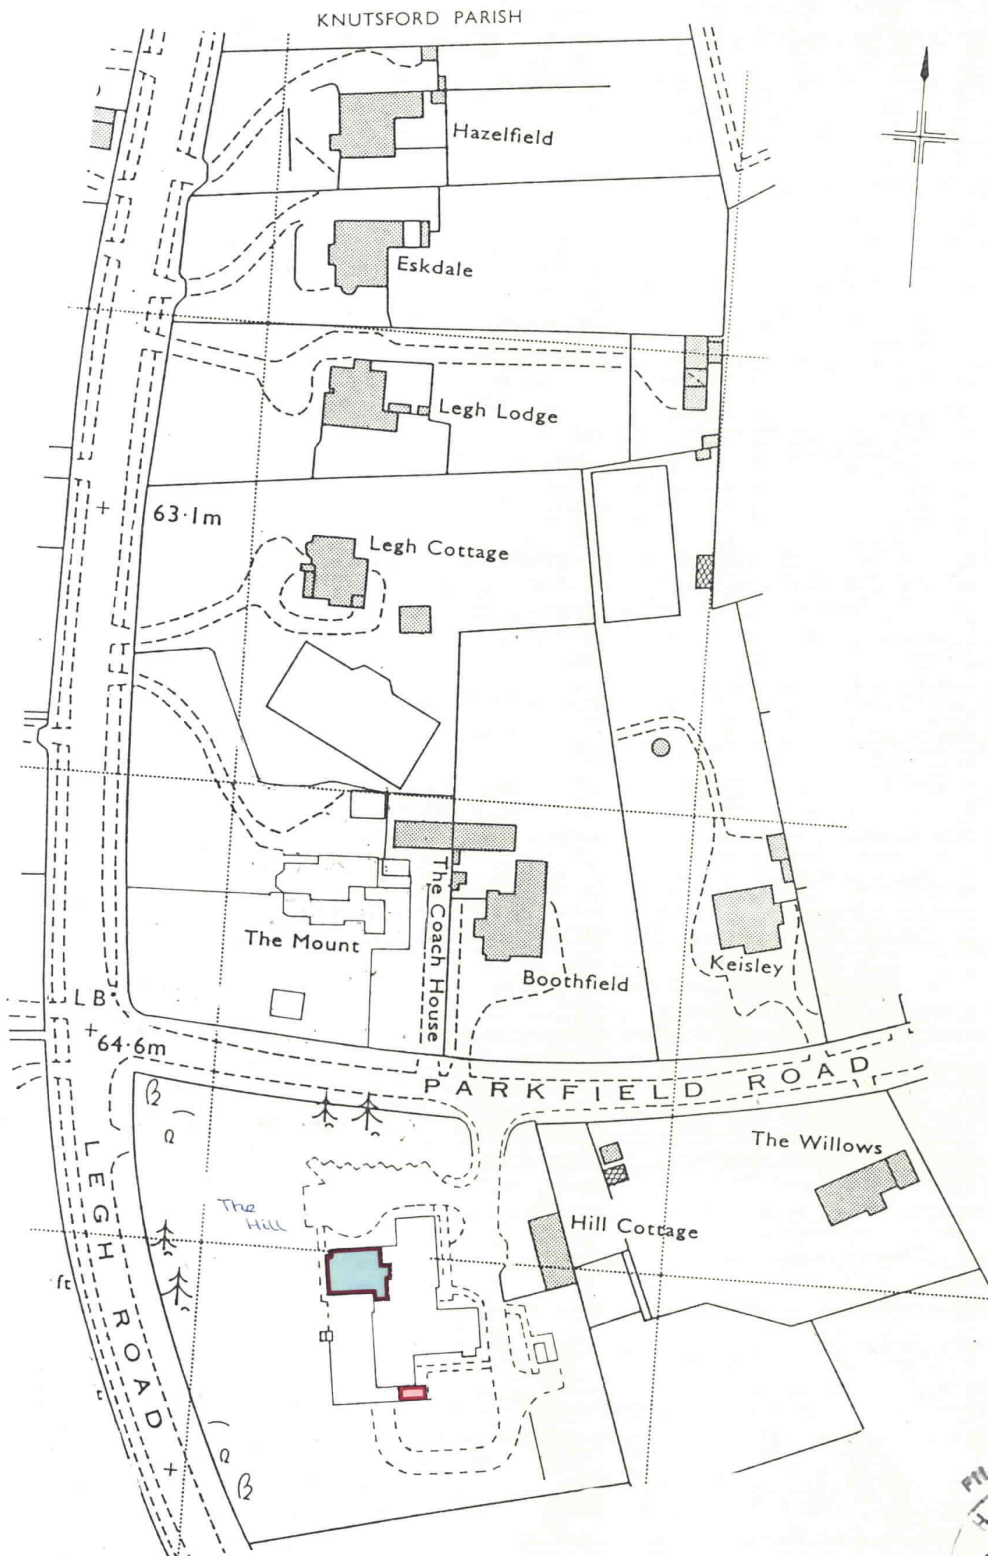 KNUTSFORD PARISH
Hazelfield
Eskdale
Legh Lodge
63·1m
Legh Cottage
The Mount
The Coach House
Boothfield
Keisley
LB
64·6m
PARKFIELD ROAD
The Willows
LEGH ROAD
The
Hill
Hill Cottage
ft